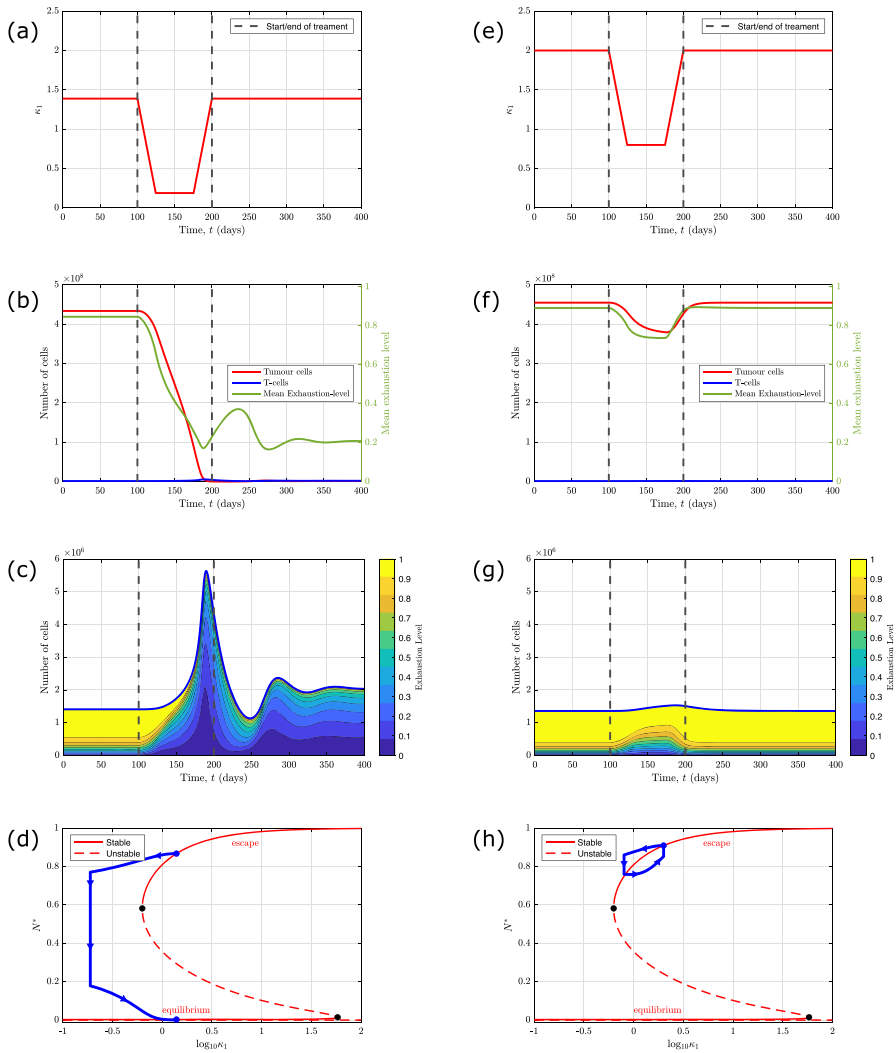 (a)
2.5
2
1.5
1
0.5
0
κ1
Start/end of treament
0 50 100 150 200 250 300 350 400
Time, t (days)
(e)
2.5
2
1.5
1
0.5
0
κ1
Start/end of treament
0 50 100 150 200 250 300 350 400
Time, t (days)
(b)
×10^8
5
4
3
2
1
0
Number of cells
1
0.8
0.6
0.4
0.2
0
Mean exhaustion level
Tumour cells
T-cells
Mean Exhaustion-level
0 50 100 150 200 250 300 350 400
Time, t (days)
(f)
×10^8
5
4
3
2
1
0
Number of cells
1
0.8
0.6
0.4
0.2
0
Mean exhaustion level
Tumour cells
T-cells
Mean Exhaustion-level
0 50 100 150 200 250 300 350 400
Time, t (days)
(c)
×10^6
6
5
4
3
2
1
0
Number of cells
0 50 100 150 200 250 300 350 400
Time, t (days)
1
0.9
0.8
0.7
0.6
0.5
0.4
0.3
0.2
0.1
0
Exhaustion Level
(g)
×10^6
6
5
4
3
2
1
0
Number of cells
0 50 100 150 200 250 300 350 400
Time, t (days)
1
0.9
0.8
0.7
0.6
0.5
0.4
0.3
0.2
0.1
0
Exhaustion Level
(d)
1
0.8
0.6
0.4
0.2
0
N*
Stable
Unstable
escape
equilibrium
-1 -0.5 0 0.5 1 1.5 2
log10κ1
(h)
1
0.8
0.6
0.4
0.2
0
N*
Stable
Unstable
escape
equilibrium
-1 -0.5 0 0.5 1 1.5 2
log10κ1